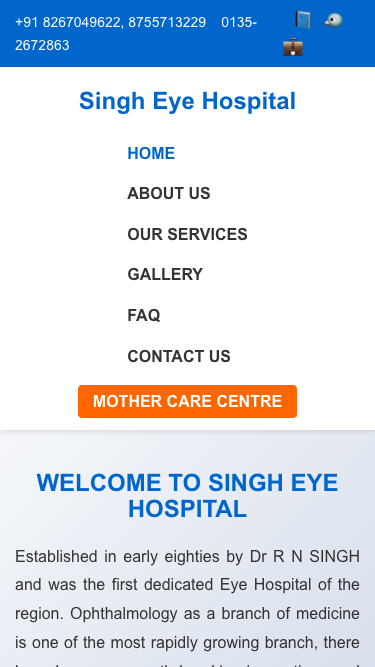 +91 8267049622, 8755713229 0135-
2672863
Singh Eye Hospital
HOME
ABOUT US
OUR SERVICES
GALLERY
FAQ
CONTACT US
MOTHER CARE CENTRE
WELCOME TO SINGH EYE
HOSPITAL
Established in early eighties by Dr R N SINGH
and was the first dedicated Eye Hospital of the
region. Ophthalmology as a branch of medicine
is one of the most rapidly growing branch, there